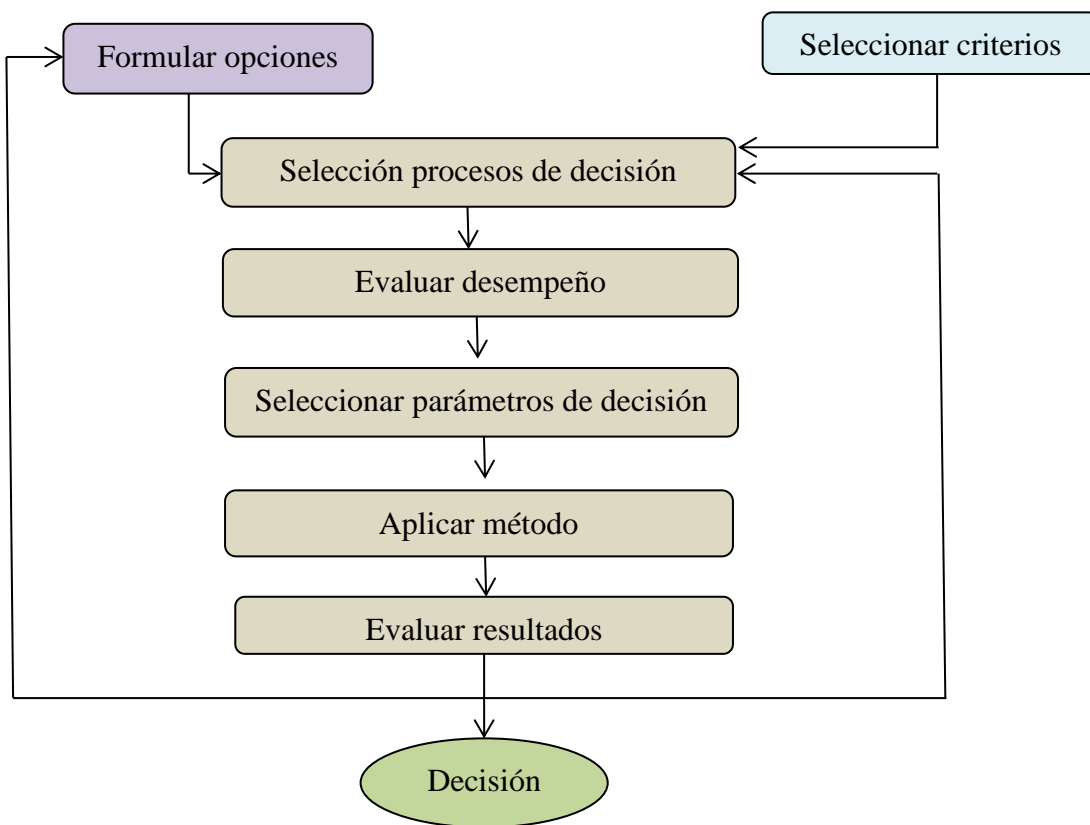 Formular opciones
Seleccionar criterios
Selección procesos de decisión
Evaluar desempeño
Seleccionar parámetros de decisión
Aplicar método
Evaluar resultados
Decisión